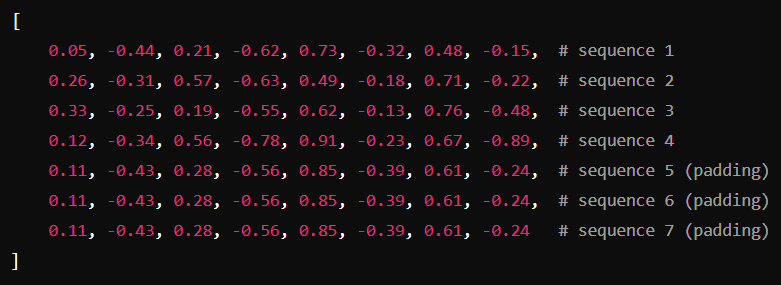 [
0.05, -0.44, 0.21, -0.62, 0.73, -0.32, 0.48, -0.15, # sequence 1
0.26, -0.31, 0.57, -0.63, 0.49, -0.18, 0.71, -0.22, # sequence 2
0.33, -0.25, 0.19, -0.55, 0.62, -0.13, 0.76, -0.48, # sequence 3
0.12, -0.34, 0.56, -0.78, 0.91, -0.23, 0.67, -0.89, # sequence 4
0.11, -0.43, 0.28, -0.56, 0.85, -0.39, 0.61, -0.24, # sequence 5 (padding)
0.11, -0.43, 0.28, -0.56, 0.85, -0.39, 0.61, -0.24, # sequence 6 (padding)
0.11, -0.43, 0.28, -0.56, 0.85, -0.39, 0.61, -0.24 # sequence 7 (padding)
]